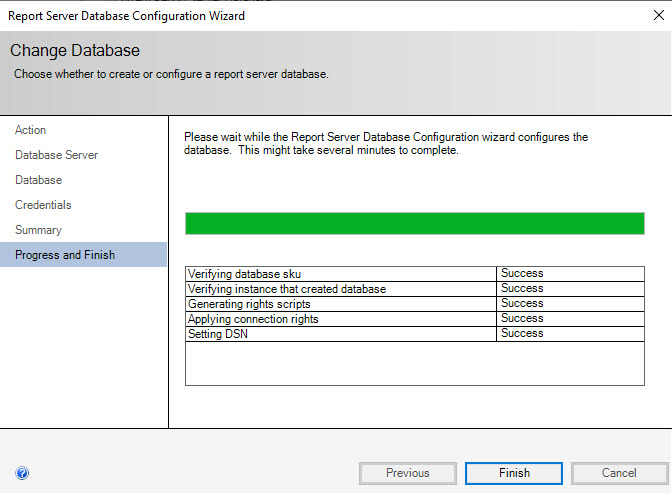 Report Server Database Configuration Wizard
Change Database
Choose whether to create or configure a report server database.
Action
Database Server
Database
Credentials
Summary
Progress and Finish
Please wait while the Report Server Database Configuration wizard configures the
database. This might take several minutes to complete.
Verifying database sku Success
Verifying instance that created database Success
Generating rights scripts Success
Applying connection rights Success
Setting DSN Success
?
Previous Finish Cancel